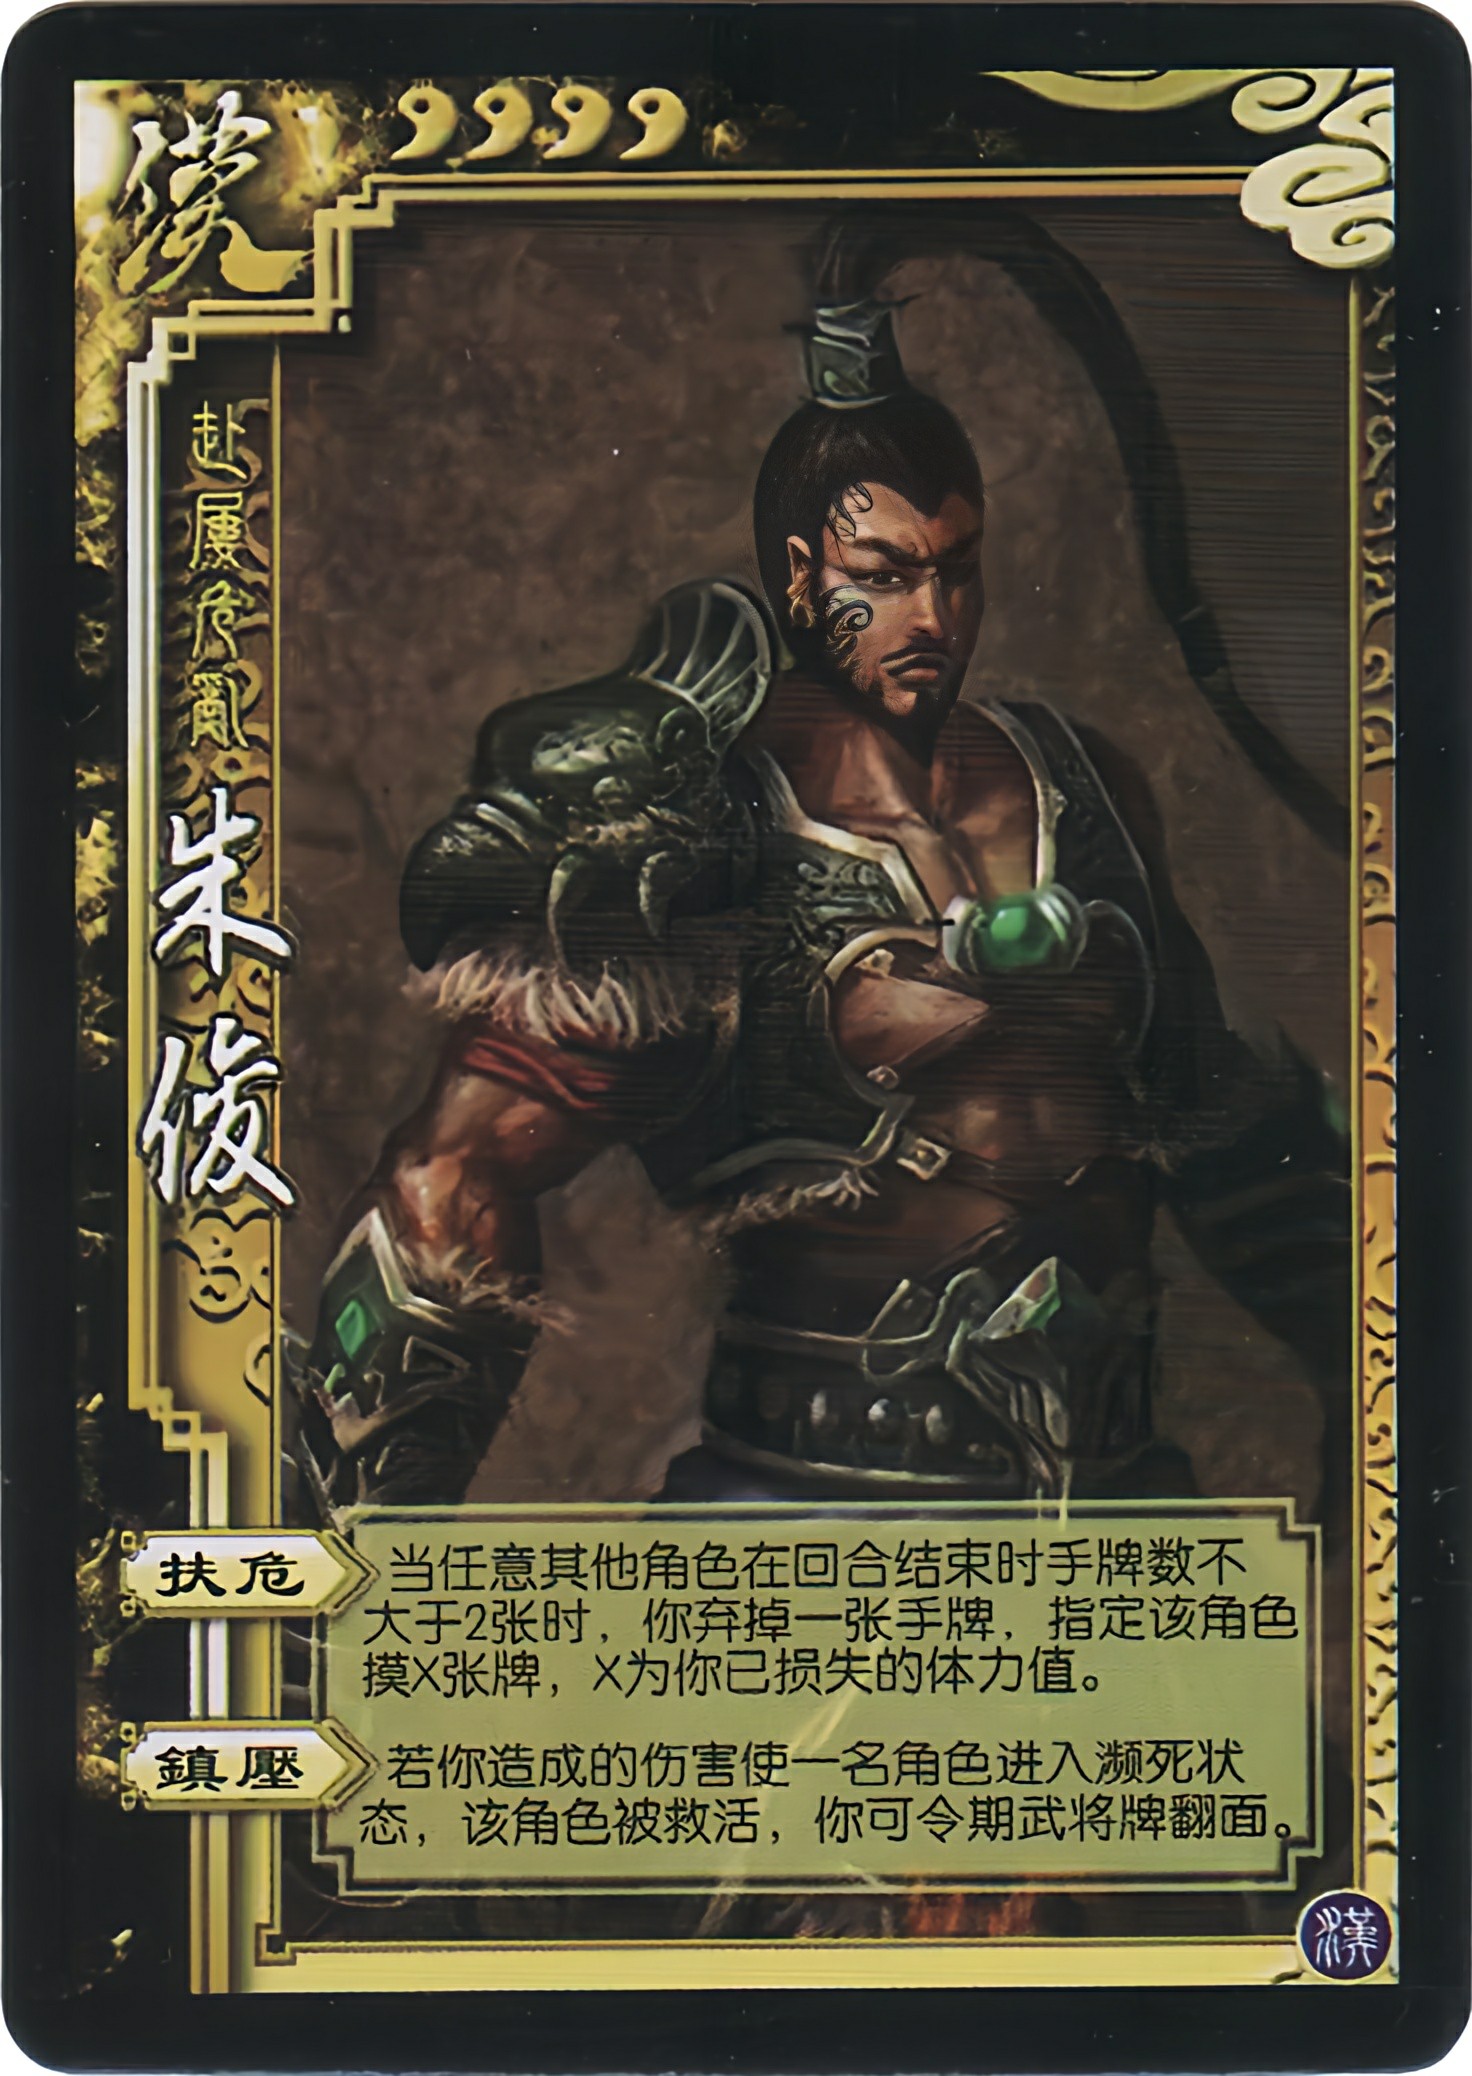 漢
赴屢危亂
朱儁
扶危
当任意其他角色在回合结束时手牌数不
大于2张时，你弃掉一张手牌，指定该角色
摸X张牌，X为你已损失的体力值。
鎮壓
若你造成的伤害使一名角色进入濒死状
态，该角色被救活，你可令期武将牌翻面。
漢